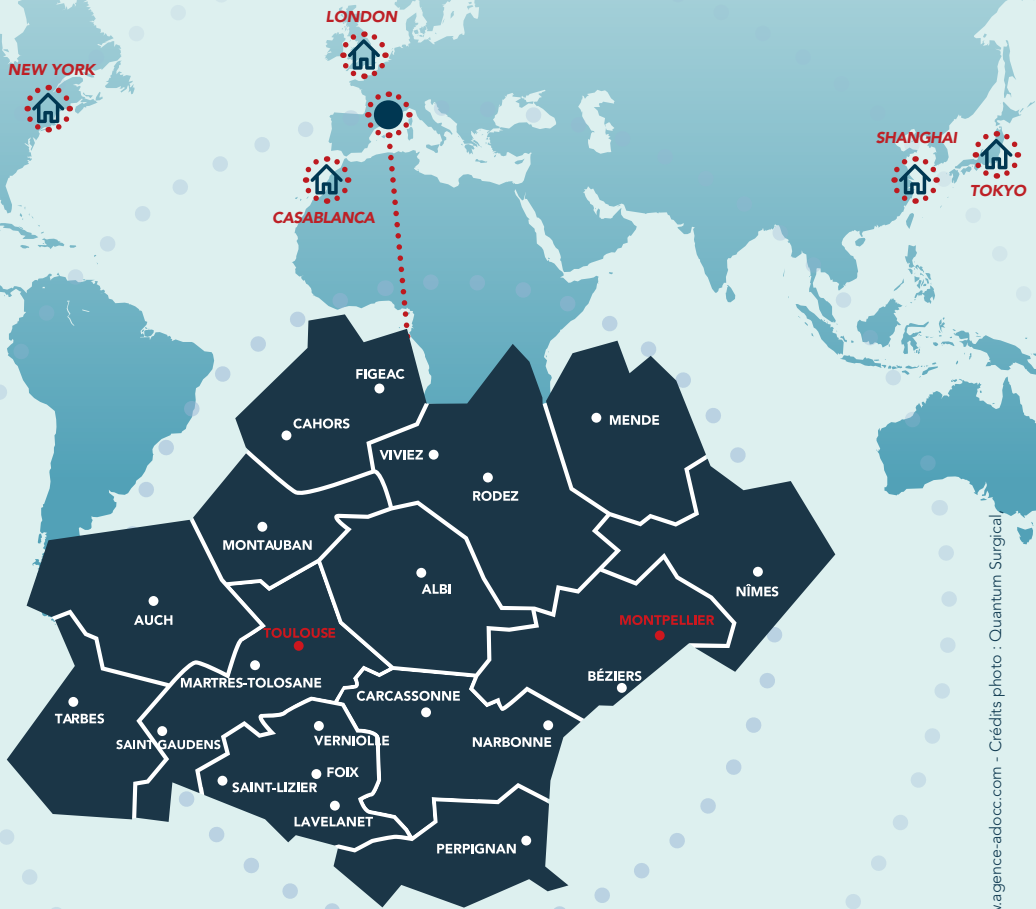 LONDON
NEW YORK
SHANGHAI
TOKYO
CASABLANCA
FIGEAC
CAHORS
MENDE
VIVIEZ
RODEZ
MONTAUBAN
ALBI
NÎMES
AUCH
TOULOUSE
MONTPELLIER
MARTRES-TOLOSANE
BÉZIERS
CARCASSONNE
TARBES
SAINT-GAUDENS
VERNIOLLE
NARBONNE
FOIX
SAINT-LIZIER
LAVELANET
PERPIGNAN
.agence-adocc.com - Crédits photo : Quantum Surgical,